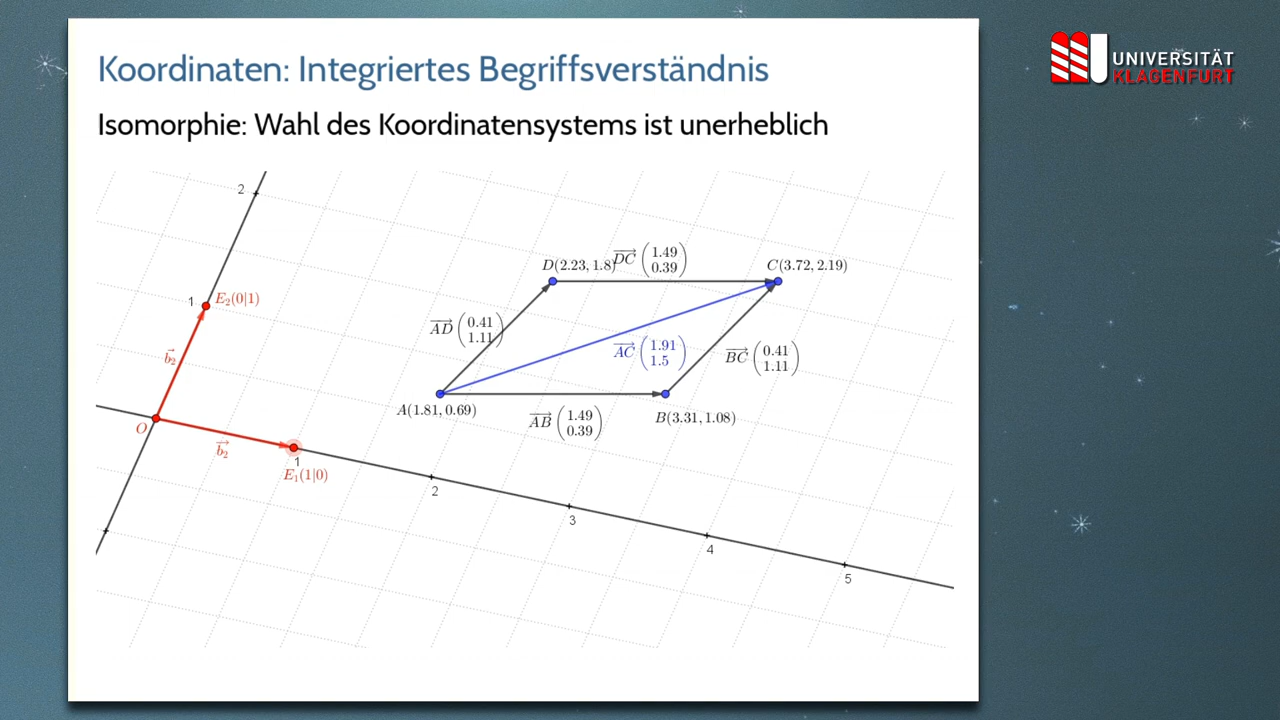 Koordinaten: Integriertes Begriffsverständnis
Isomorphie: Wahl des Koordinatensystems ist unerheblich
UNIVERSITÄT
KLAGENFURT
2
1
E₂(0|1)
b₂
O
b₂
1
E₁(1|0)
2
3
4
5
D(2.23, 1.8)
DC (1.49
0.39)
C(3.72, 2.19)
AD (0.41
1.11)
AC (1.91
1.5)
BC (0.41
1.11)
A(1.81, 0.69)
AB (1.49
0.39)
B(3.31, 1.08)